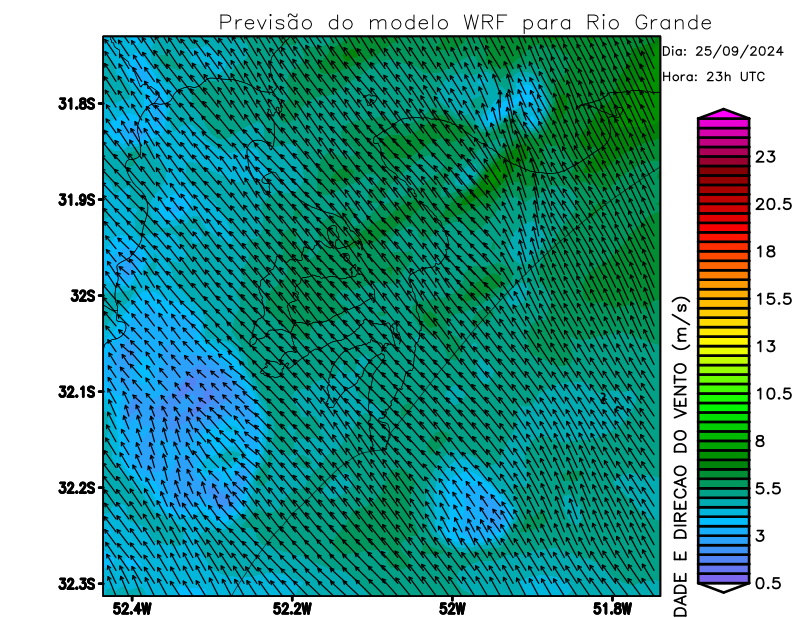 Previsão do modelo WRF para Rio Grande
Dia: 25/09/2024
Hora: 23h UTC
31.8S
31.9S
32S
32.1S
32.2S
32.3S
52.4W
52.2W
52W
51.8W
23
20.5
18
15.5
13
10.5
8
5.5
3
0.5
DADE E DIRECAO DO VENTO (m/s)